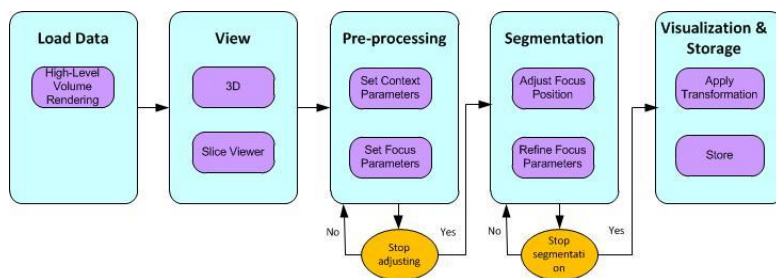 Load Data
High-Level
Volume
Rendering
View
3D
Slice Viewer
Pre-processing
Set Context
Parameters
Set Focus
Parameters
No
Yes
Stop
adjusting
Segmentation
Adjust Focus
Position
Refine Focus
Parameters
No
Yes
Stop
segmentati
on
Visualization &
Storage
Apply
Transformation
Store